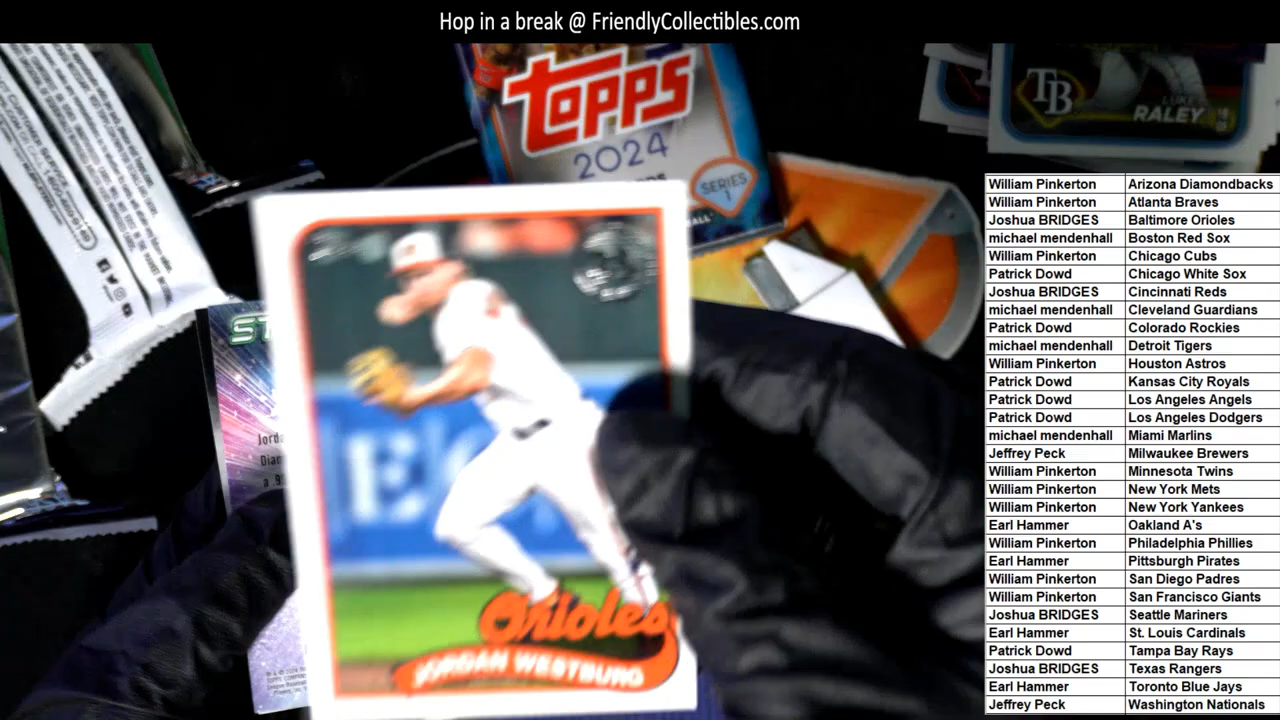 Hop in a break @ FriendlyCollectibles.com
TOPPS
2024
SERIES
1
TB
LUKE
RALEY
Orioles
JORDAN WESTBURG
William Pinkerton Arizona Diamondbacks
William Pinkerton Atlanta Braves
Joshua BRIDGES Baltimore Orioles
michael mendenhall Boston Red Sox
William Pinkerton Chicago Cubs
Patrick Dowd Chicago White Sox
Joshua BRIDGES Cincinnati Reds
michael mendenhall Cleveland Guardians
Patrick Dowd Colorado Rockies
michael mendenhall Detroit Tigers
William Pinkerton Houston Astros
Patrick Dowd Kansas City Royals
Patrick Dowd Los Angeles Angels
Patrick Dowd Los Angeles Dodgers
michael mendenhall Miami Marlins
Jeffrey Peck Milwaukee Brewers
William Pinkerton Minnesota Twins
William Pinkerton New York Mets
William Pinkerton New York Yankees
Earl Hammer Oakland A's
William Pinkerton Philadelphia Phillies
Earl Hammer Pittsburgh Pirates
William Pinkerton San Diego Padres
William Pinkerton San Francisco Giants
Joshua BRIDGES Seattle Mariners
Earl Hammer St. Louis Cardinals
Patrick Dowd Tampa Bay Rays
Joshua BRIDGES Texas Rangers
Earl Hammer Toronto Blue Jays
Jeffrey Peck Washington Nationals